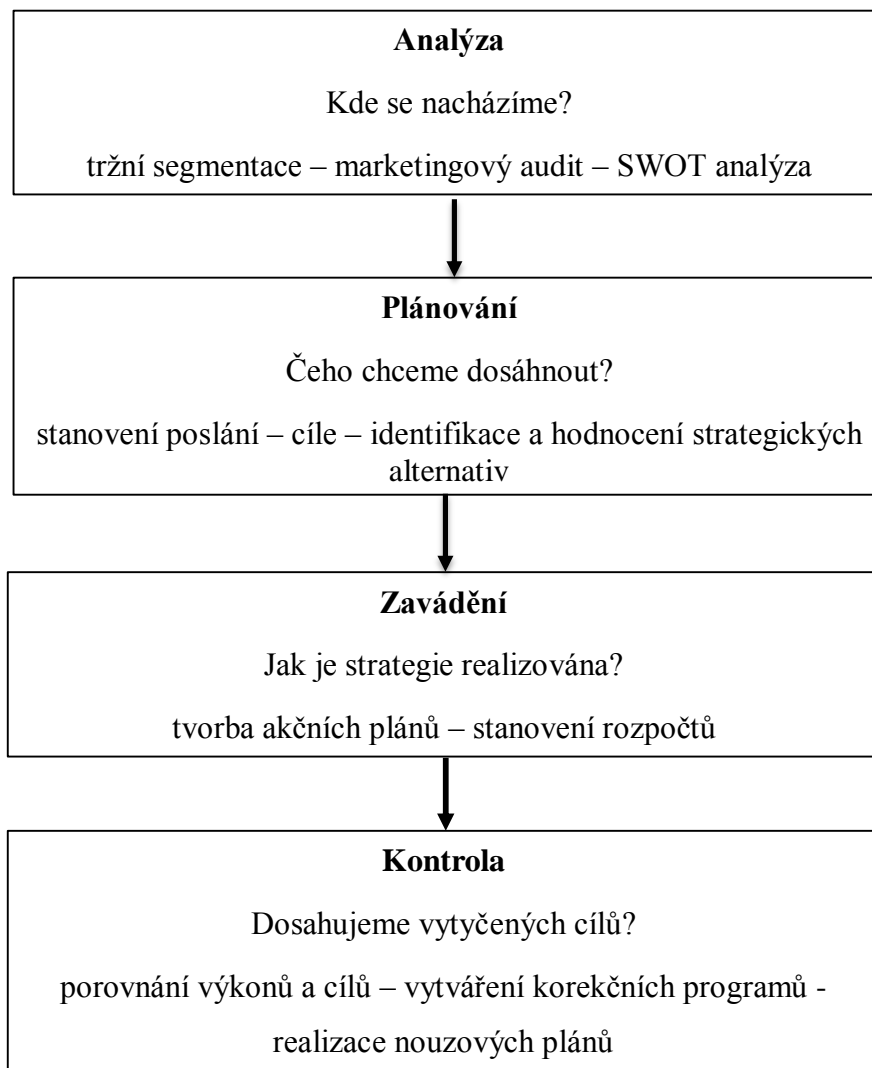 Analýza
Kde se nacházíme?
tržní segmentace – marketingový audit – SWOT analýza
Plánování
Čeho chceme dosáhnout?
stanovení poslání – cíle – identifikace a hodnocení strategických
alternativ
Zavádění
Jak je strategie realizována?
tvorba akčních plánů – stanovení rozpočtů
Kontrola
Dosahujeme vytyčených cílů?
porovnání výkonů a cílů – vytváření korekčních programů -
realizace nouzových plánů